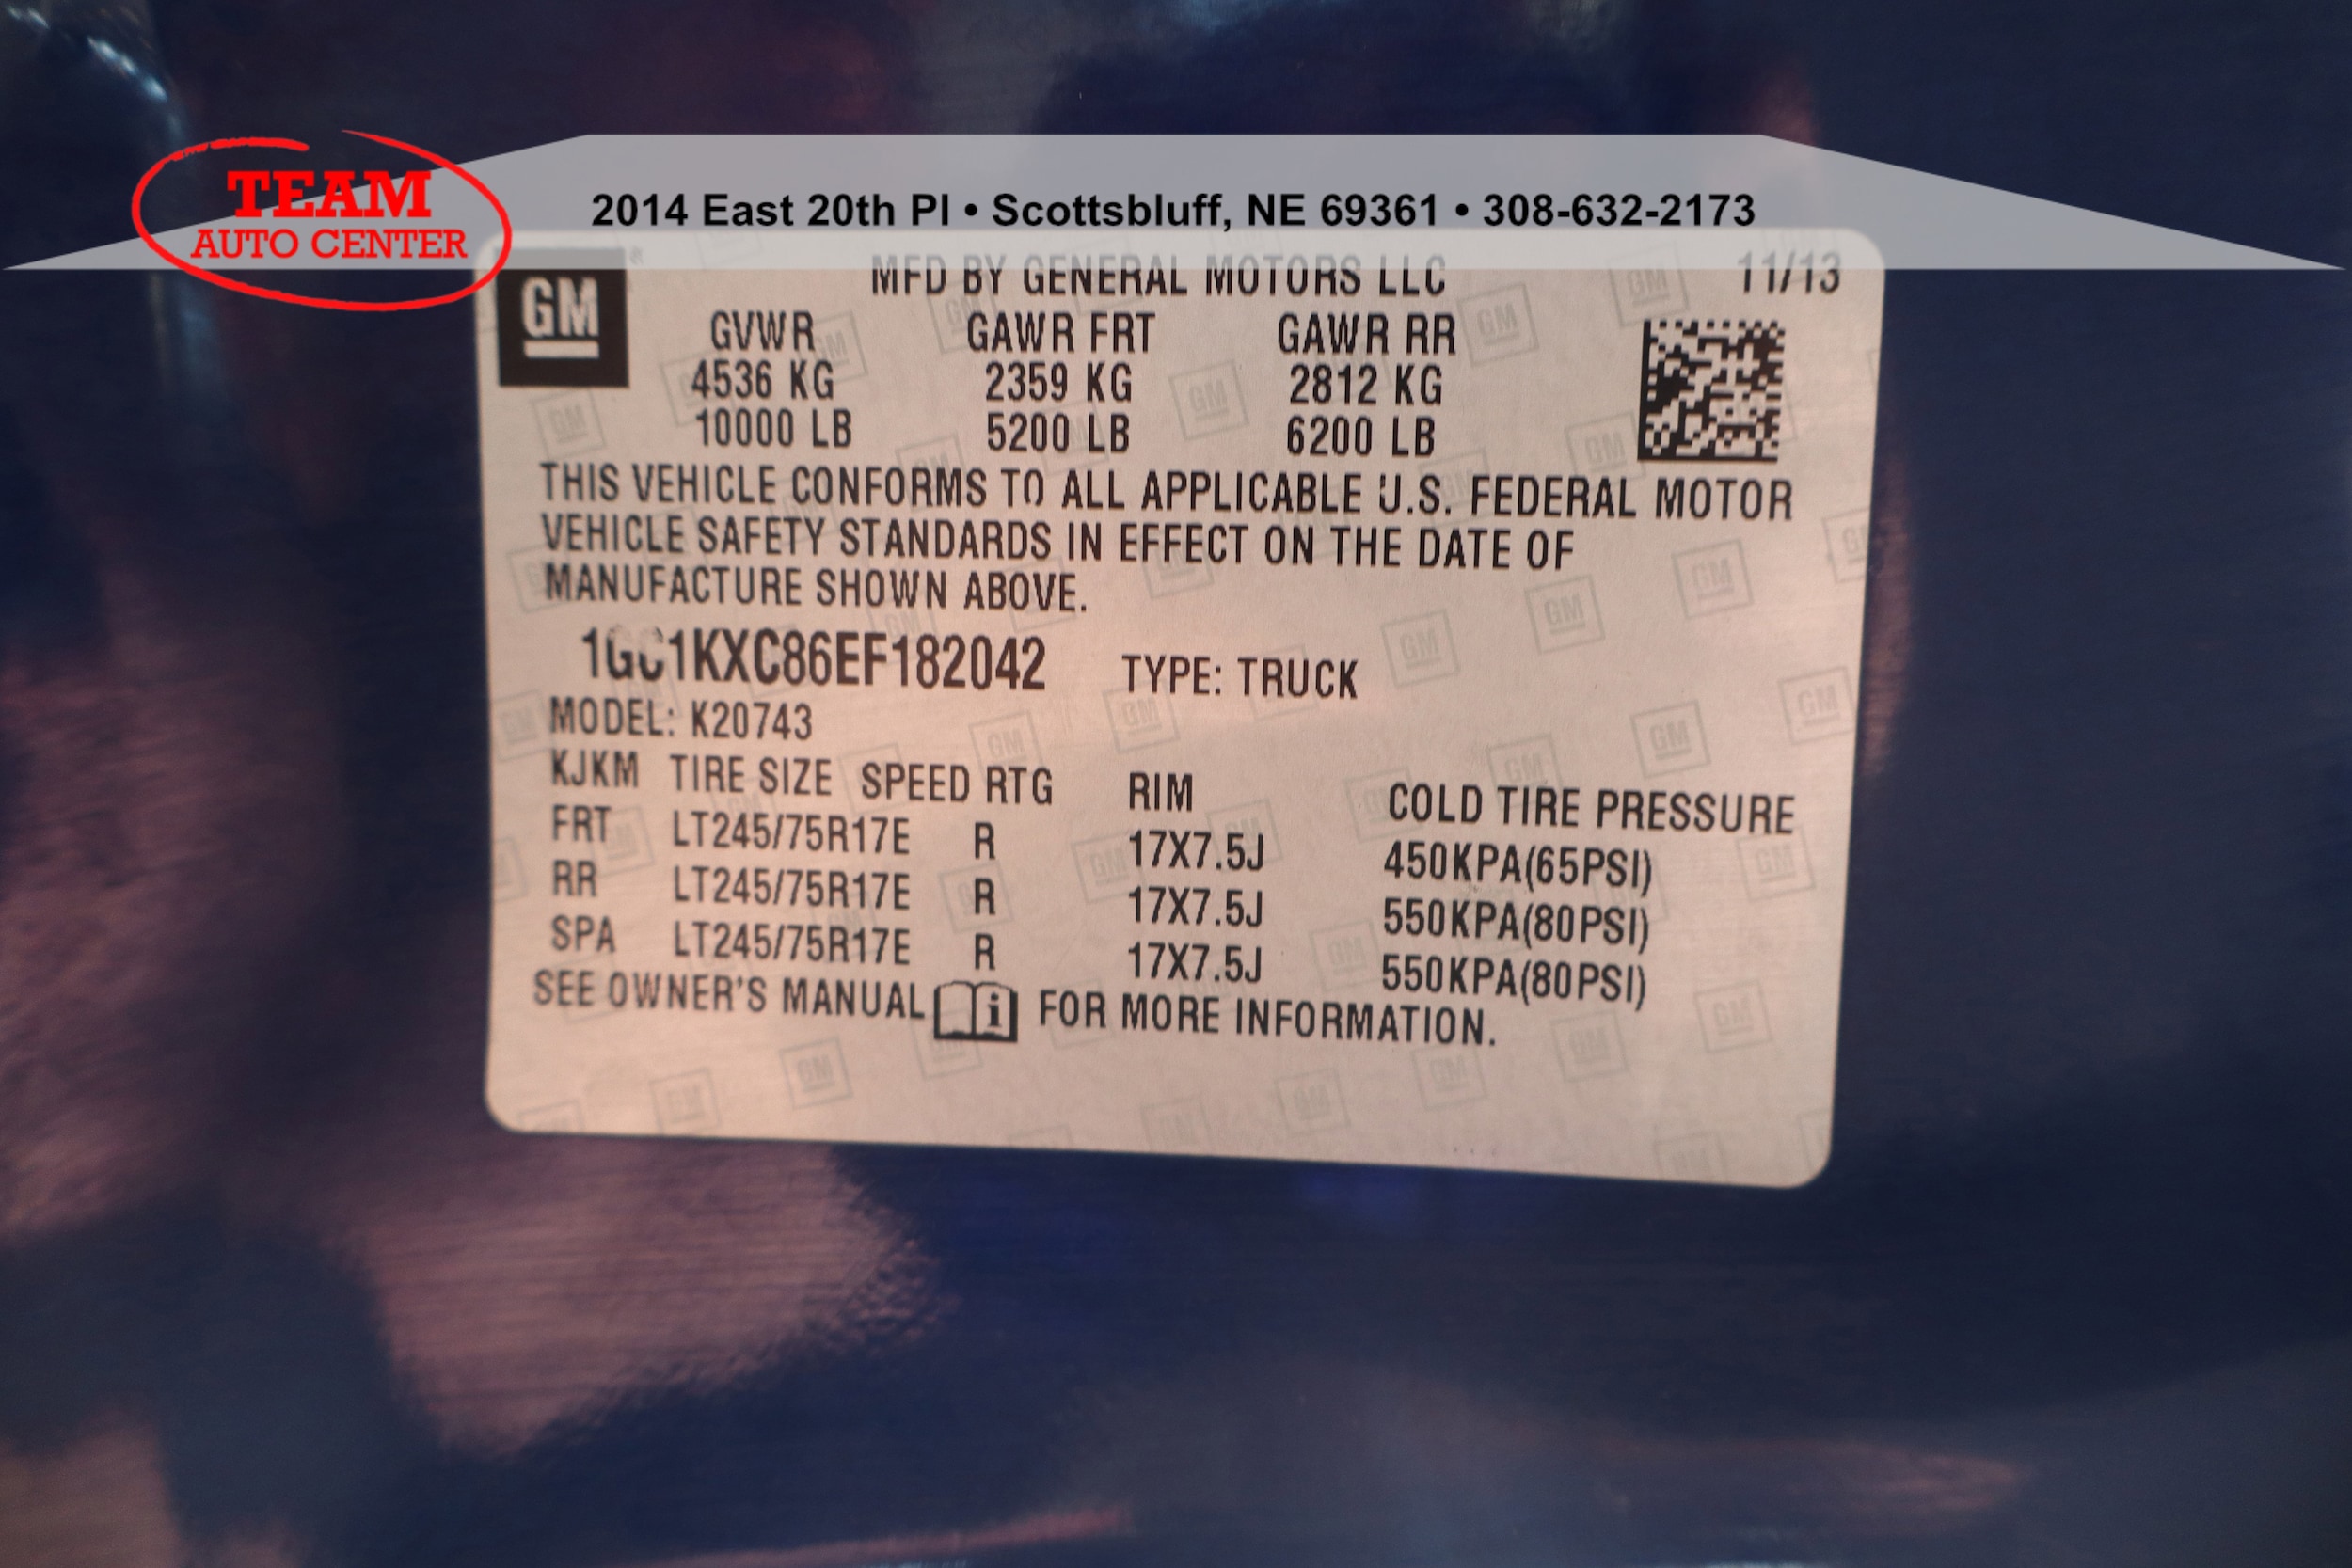 TEAM
AUTO CENTER
2014 East 20th Pl • Scottsbluff, NE 69361 • 308-632-2173
GM
MFD BY GENERAL MOTORS LLC 11/13
GVWR GAWR FRT GAWR RR
4536 KG 2359 KG 2812 KG
10000 LB 5200 LB 6200 LB
THIS VEHICLE CONFORMS TO ALL APPLICABLE U.S. FEDERAL MOTOR
VEHICLE SAFETY STANDARDS IN EFFECT ON THE DATE OF
MANUFACTURE SHOWN ABOVE.
1GC1KXC86EF182042 TYPE: TRUCK
MODEL: K20743
KJKM TIRE SIZE SPEED RTG RIM COLD TIRE PRESSURE
FRT LT245/75R17E R 17X7.5J 450KPA(65PSI)
RR LT245/75R17E R 17X7.5J 550KPA(80PSI)
SPA LT245/75R17E R 17X7.5J 550KPA(80PSI)
SEE OWNER'S MANUAL FOR MORE INFORMATION.